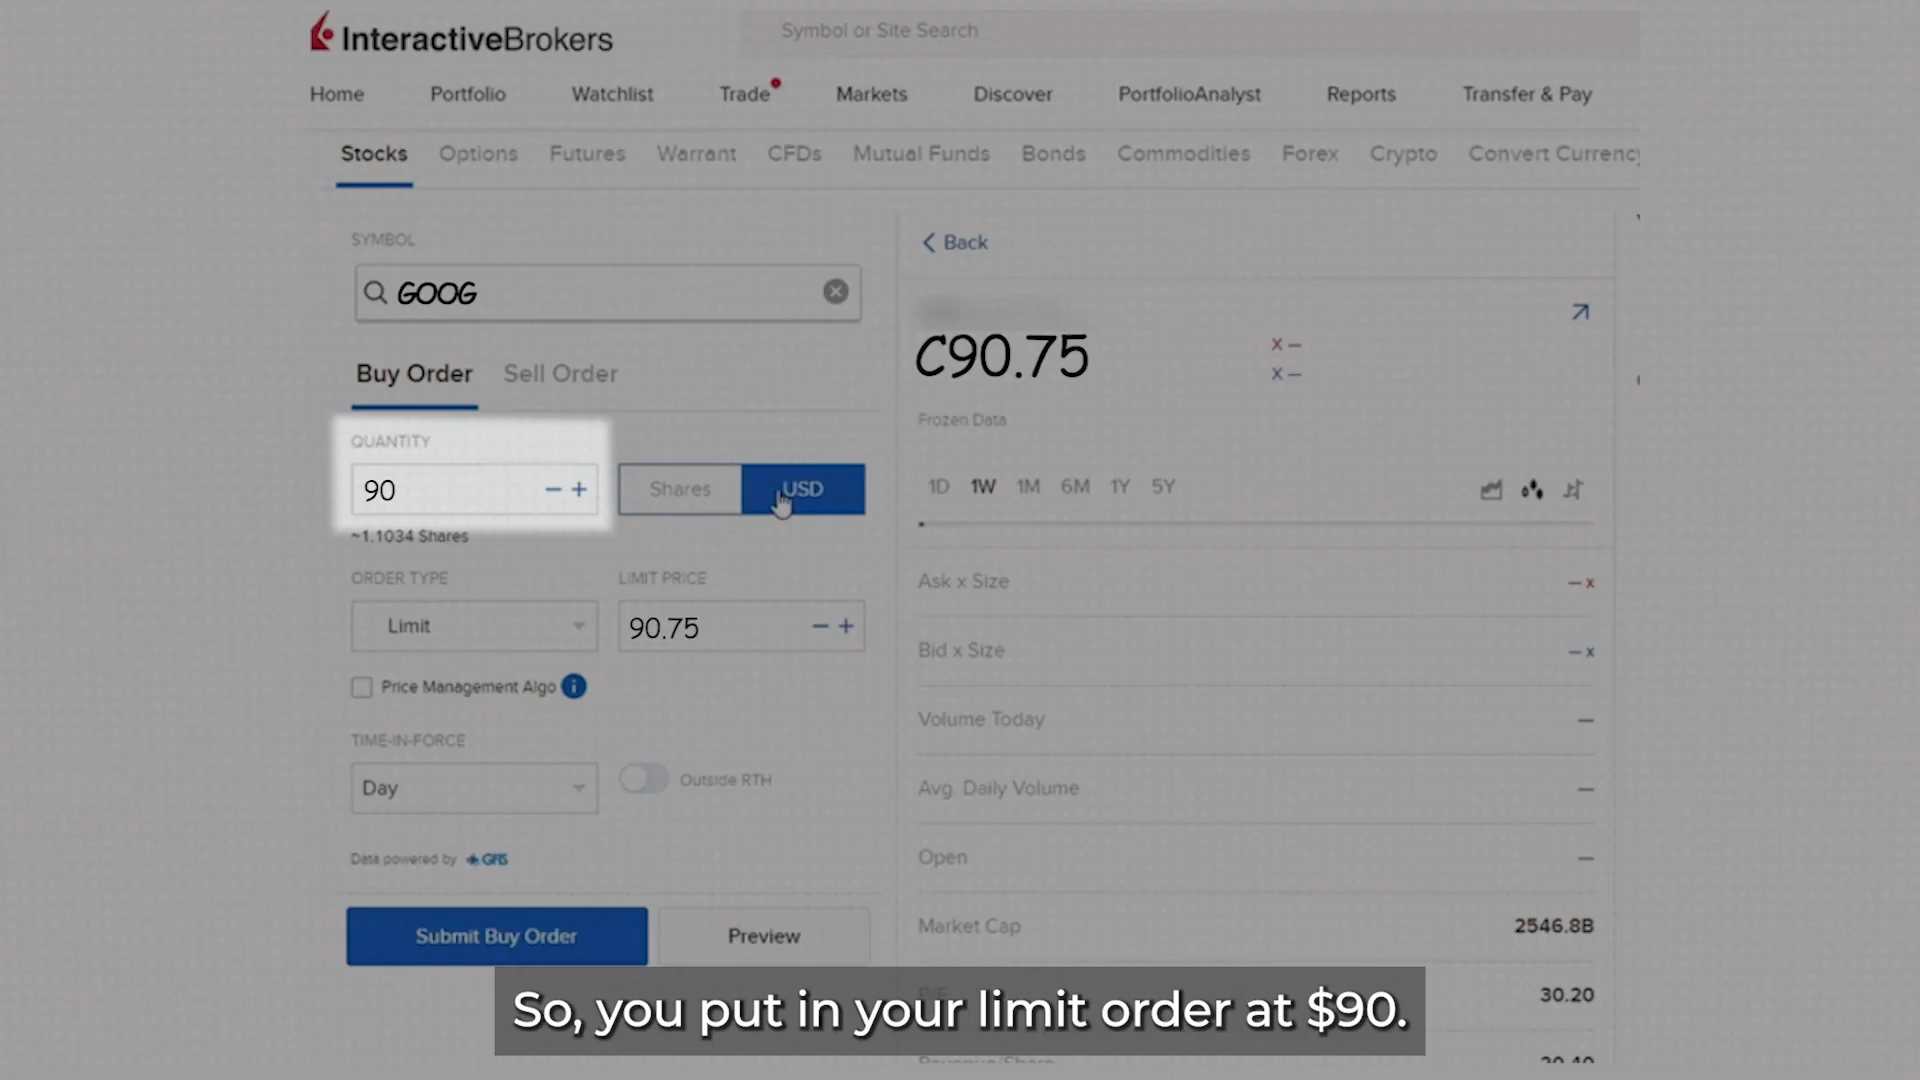 InteractiveBrokers
Symbol or Site Search
Home Portfolio Watchlist Trade Markets Discover PortfolioAnalyst Reports Transfer & Pay
Stocks Options Futures Warrant CFDs Mutual Funds Bonds Commodities Forex Crypto Convert Currency
SYMBOL
GOOG
Buy Order Sell Order
QUANTITY
90
Shares USD
~1.1034 Shares
ORDER TYPE LIMIT PRICE
Limit 90.75
Price Management Algo
TIME-IN-FORCE
Day Outside RTH
Data powered by GFIS
Submit Buy Order Preview
Back
C90.75
X —
X —
Frozen Data
1D 1W 1M 6M 1Y 5Y
Ask x Size — x
Bid x Size — x
Volume Today —
Avg. Daily Volume —
Open —
Market Cap 2546.8B
30.20
So, you put in your limit order at $90.